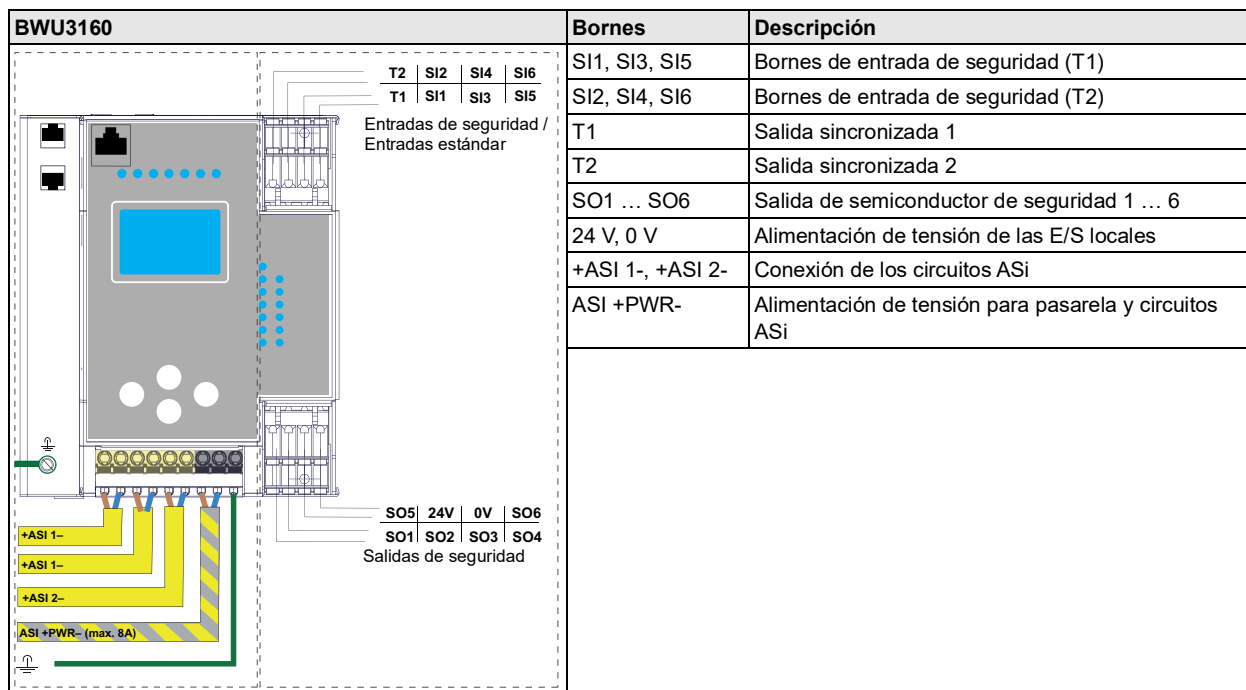 BWU3160
Bornes Descripción
T2 SI2 SI4 SI6
T1 SI1 SI3 SI5
Entradas de seguridad /
Entradas estándar
SO5 24V 0V SO6
SO1 SO2 SO3 SO4
Salidas de seguridad
+ASI 1–
+ASI 1–
+ASI 2–
ASI +PWR– (max. 8A)
SI1, SI3, SI5 Bornes de entrada de seguridad (T1)
SI2, SI4, SI6 Bornes de entrada de seguridad (T2)
T1 Salida sincronizada 1
T2 Salida sincronizada 2
SO1 … SO6 Salida de semiconductor de seguridad 1 … 6
24 V, 0 V Alimentación de tensión de las E/S locales
+ASI 1-, +ASI 2- Conexión de los circuitos ASi
ASI +PWR- Alimentación de tensión para pasarela y circuitos
ASi